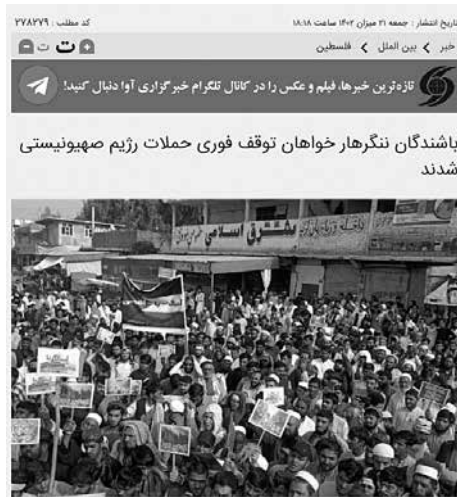 تاریخ انتشار : جمعه ۲۱ میزان ۱۴۰۲ ساعت ۱۸:۱۸
کد مطلب : ۲۷۸۲۷۹
خبر › بین الملل › فلسطین
ت ت
تازه‌ترین خبرها، فیلم و عکس را در کانال تلگرام خبرگزاری آوا دنبال کنید!
باشندگان ننگرهار خواهان توقف فوری حملات رژیم صهیونیستی
شدند
مشرق اسلامی